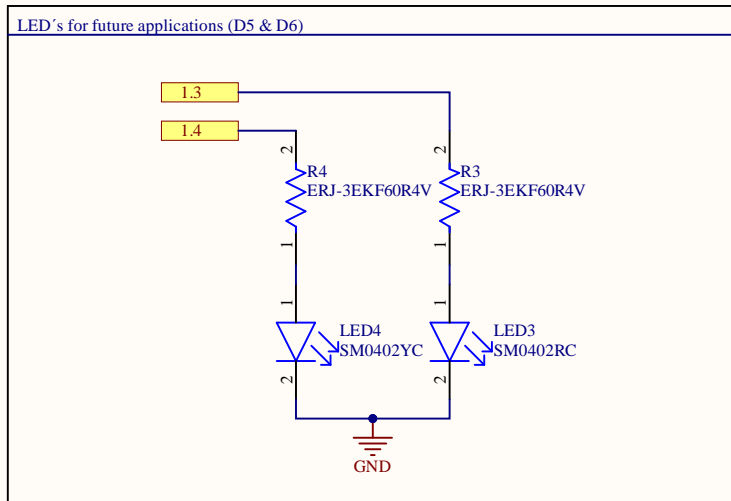 LED´s for future applications (D5 & D6)
1.3
1.4
2
2
R4
R3
ERJ-3EKF60R4V
ERJ-3EKF60R4V
1
1
1
1
LED4
LED3
SM0402YC
SM0402RC
2
2
GND